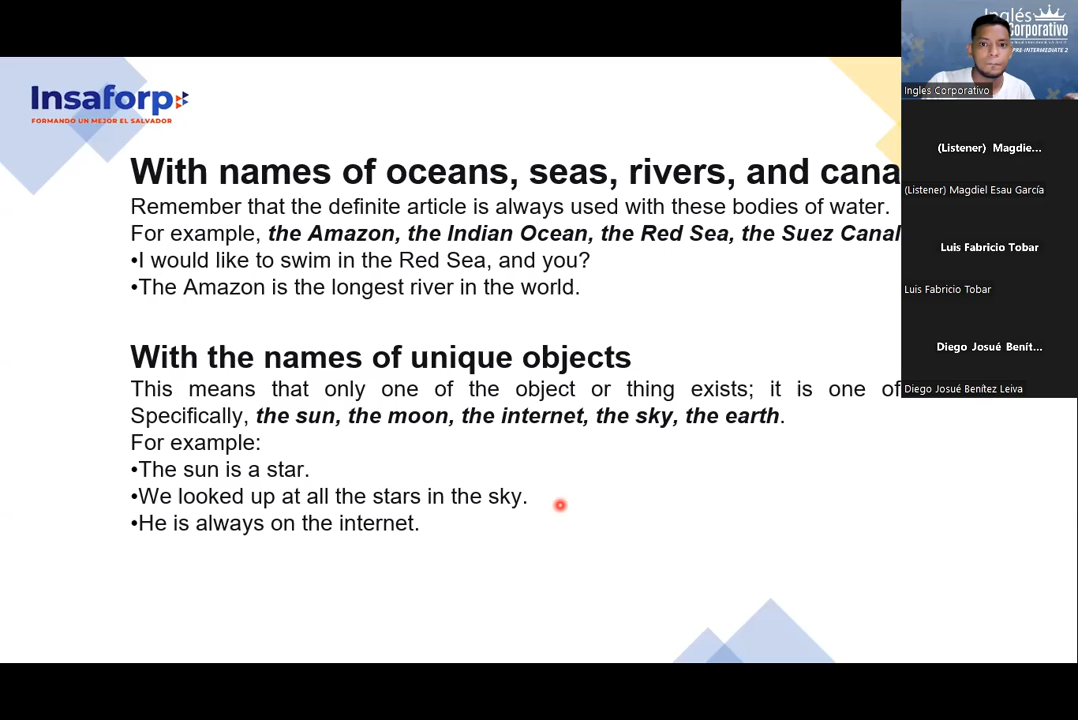 Insaforp
FORMANDO UN MEJOR EL SALVADOR
With names of oceans, seas, rivers, and cana
Remember that the definite article is always used with these bodies of water.
For example, the Amazon, the Indian Ocean, the Red Sea, the Suez Canal
•I would like to swim in the Red Sea, and you?
•The Amazon is the longest river in the world.
With the names of unique objects
This means that only one of the object or thing exists; it is one of
Specifically, the sun, the moon, the internet, the sky, the earth.
For example:
•The sun is a star.
•We looked up at all the stars in the sky.
•He is always on the internet.
Inglés
Corporativo
PRE-INTERMEDIATE 2
Ingles Corporativo
(Listener) Magdie...
(Listener) Magdiel Esau García
Luis Fabricio Tobar
Luis Fabricio Tobar
Diego Josué Benít...
Diego Josué Benítez Leiva